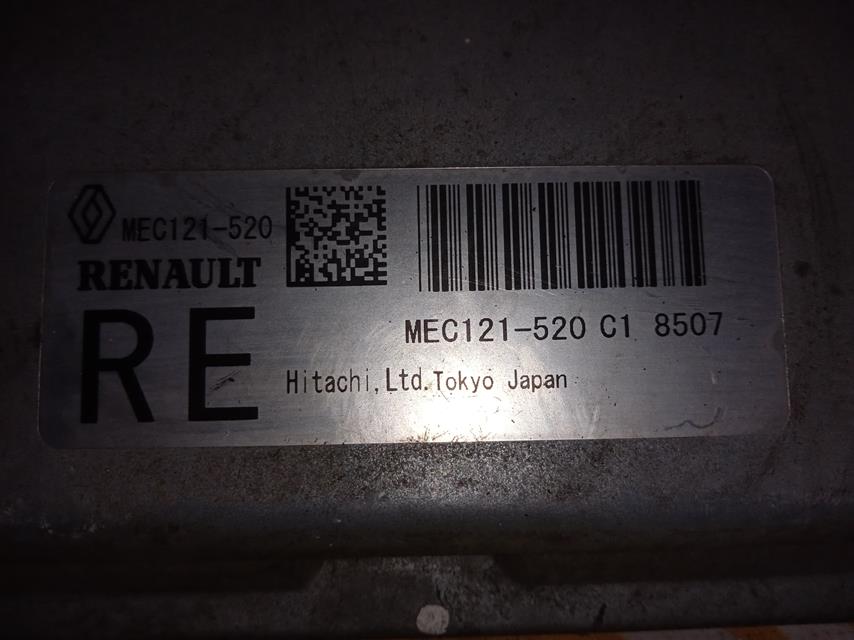 MEC121-520
RENAULT
RE
MEC121-520 C1 8507
Hitachi,Ltd.Tokyo Japan